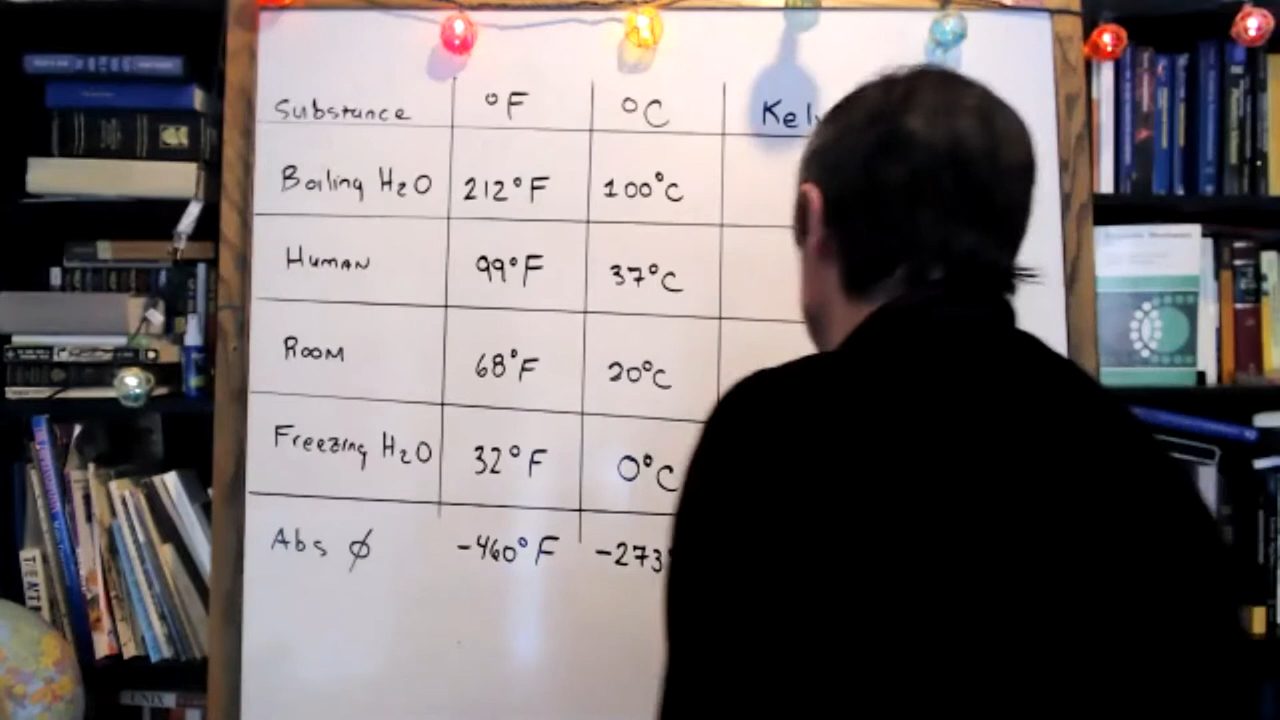 Substance °F °C Kel
Boiling H2O 212°F 100°C
Human 99°F 37°C
Room 68°F 20°C
Freezing H2O 32°F 0°C
Abs ∅ -460°F -273
UNIX